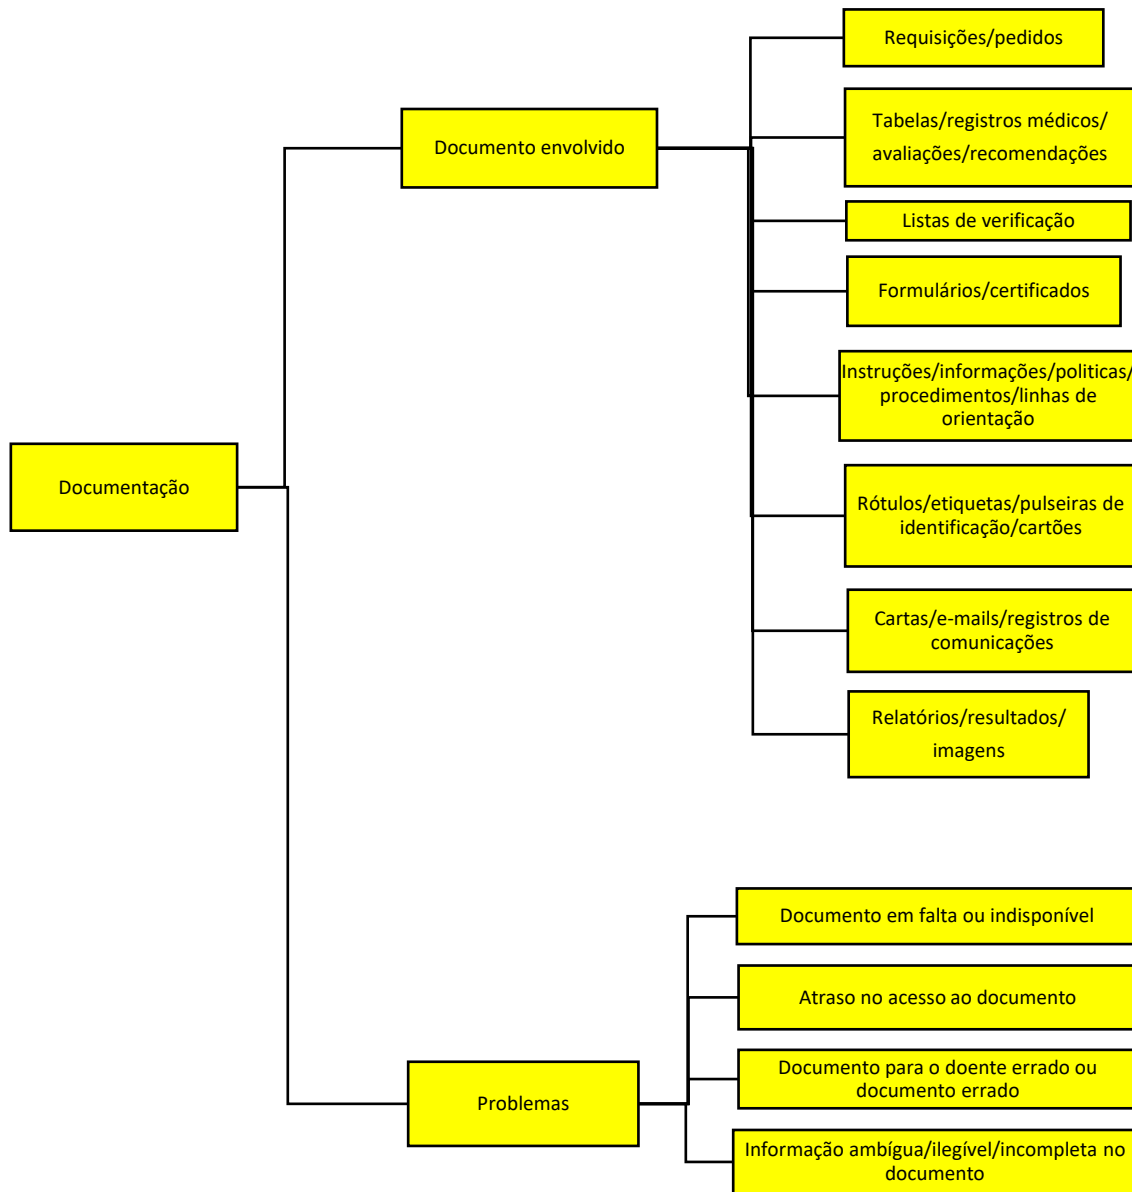 Requisições/pedidos
Tabelas/registros médicos/
avaliações/recomendações
Documento envolvido
Listas de verificação
Formulários/certificados
Instruções/informações/politicas/
procedimentos/linhas de
orientação
Documentação
Rótulos/etiquetas/pulseiras de
identificação/cartões
Cartas/e-mails/registros de
comunicações
Relatórios/resultados/
imagens
Documento em falta ou indisponível
Atraso no acesso ao documento
Documento para o doente errado ou
documento errado
Problemas
Informação ambígua/ilegível/incompleta no
documento